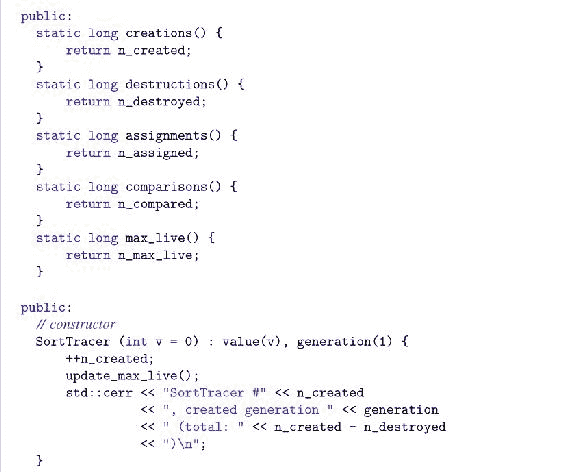 public:
static long creations() {
return n_created;
}
static long destructions() {
return n_destroyed;
}
static long assignments() {
return n_assigned;
}
static long comparisons() {
return n_compared;
}
static long max_live() {
return n_max_live;
}
public:
// constructor
SortTracer (int v = 0) : value(v), generation(1) {
++n_created;
update_max_live();
std::cerr << "SortTracer #" << n_created
<< ", created generation " << generation
<< " (total: " << n_created - n_destroyed
<< ")\n";
}